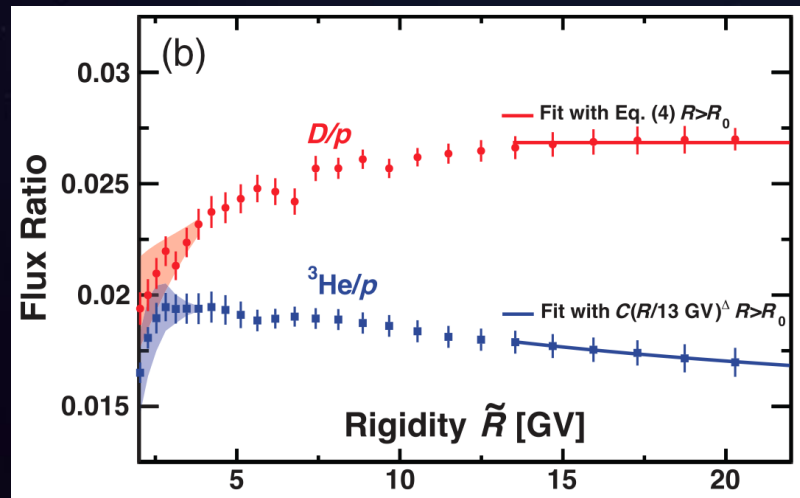 (b)
0.03
0.025
0.02
0.015
Flux Ratio
D/p
Fit with Eq. (4) R>R₀
³He/p
Fit with C(R/13 GV)^Δ R>R₀
Rigidity R̃ [GV]
5
10
15
20